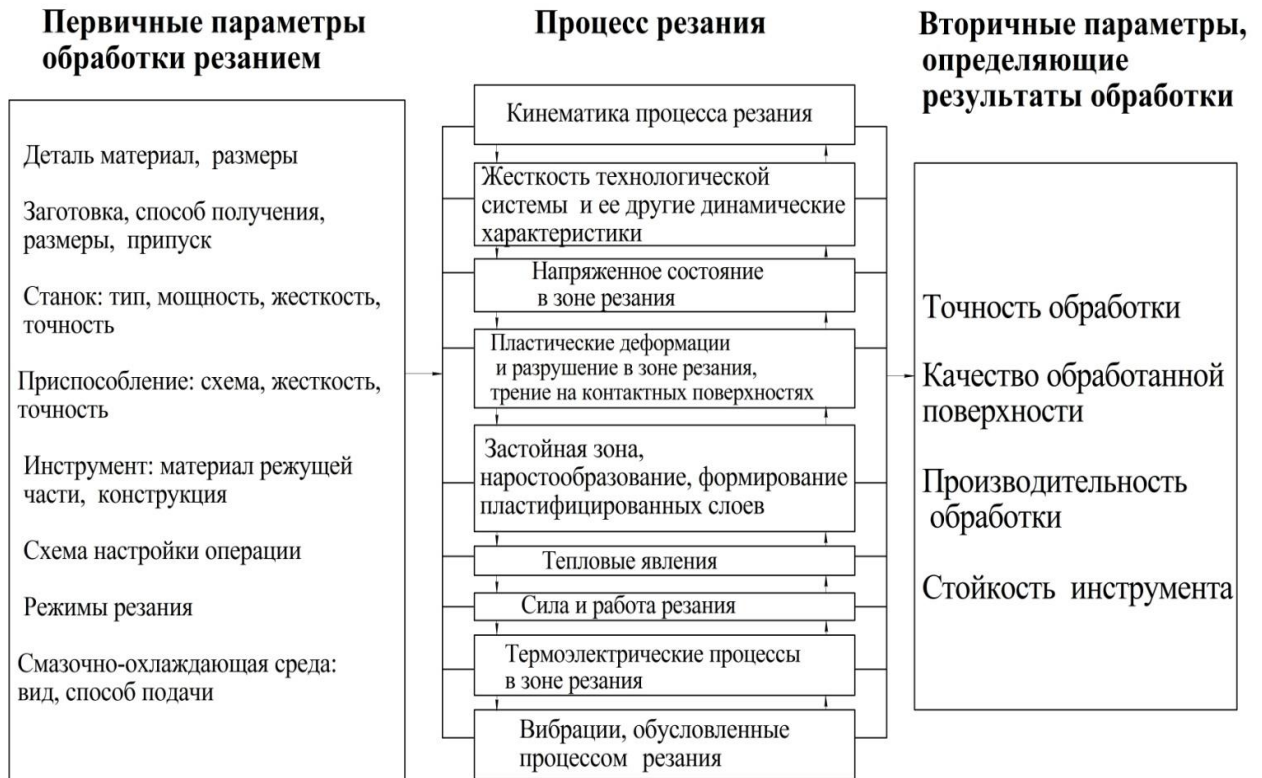 Первичные параметры
обработки резанием
Деталь материал, размеры
Заготовка, способ получения,
размеры, припуск
Станок: тип, мощность, жесткость,
точность
Приспособление: схема, жесткость,
точность
Инструмент: материал режущей
части, конструкция
Схема настройки операции
Режимы резания
Смазочно-охлаждающая среда:
вид, способ подачи
Процесс резания
Кинематика процесса резания
Жесткость технологической
системы и ее другие динамические
характеристики
Напряженное состояние
в зоне резания
Пластические деформации
и разрушение в зоне резания,
трение на контактных поверхностях
Застойная зона,
наростообразование, формирование
пластифицированных слоев
Тепловые явления
Сила и работа резания
Термоэлектрические процессы
в зоне резания
Вибрации, обусловленные
процессом резания
Вторичные параметры,
определяющие
результаты обработки
Точность обработки
Качество обработанной
поверхности
Производительность
обработки
Стойкость инструмента